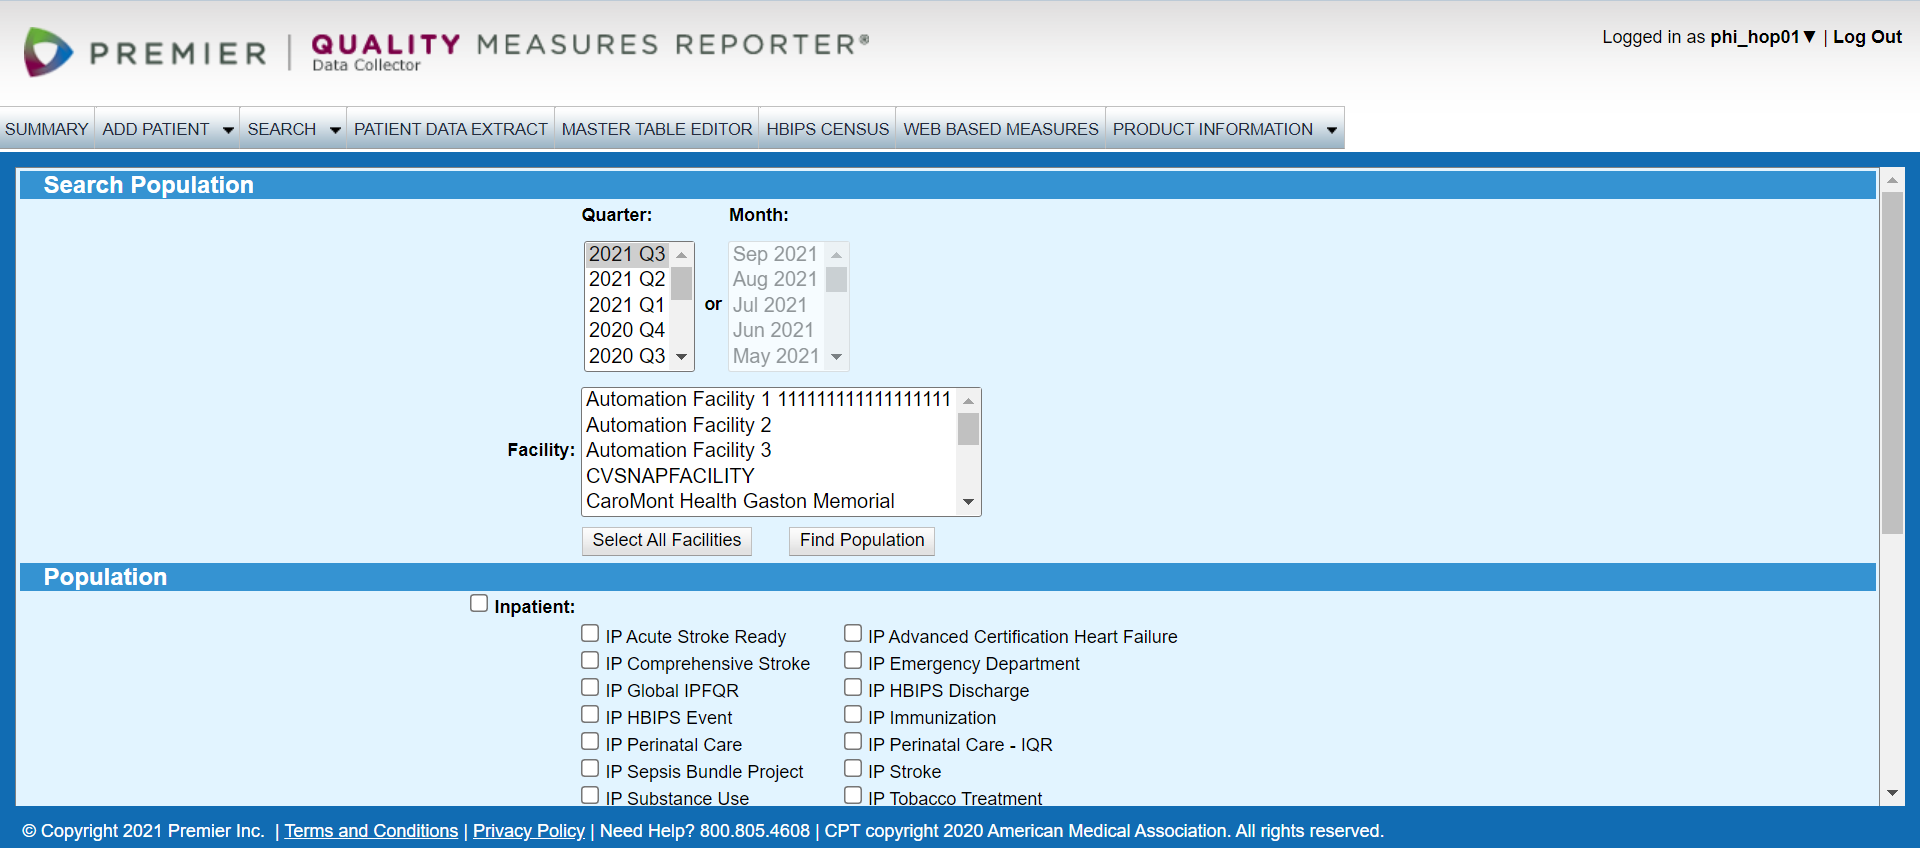 PREMIER | QUALITY MEASURES REPORTER®
Data Collector
Logged in as phi_hop01▼ | Log Out
SUMMARY ADD PATIENT SEARCH PATIENT DATA EXTRACT MASTER TABLE EDITOR HBIPS CENSUS WEB BASED MEASURES PRODUCT INFORMATION
Search Population
Quarter: Month:
2021 Q3 Sep 2021
2021 Q2 Aug 2021
2021 Q1 or Jul 2021
2020 Q4 Jun 2021
2020 Q3 May 2021
Automation Facility 1 111111111111111111
Automation Facility 2
Facility: Automation Facility 3
CVSNAPFACILITY
CaroMont Health Gaston Memorial
Select All Facilities Find Population
Population
Inpatient:
IP Acute Stroke Ready IP Advanced Certification Heart Failure
IP Comprehensive Stroke IP Emergency Department
IP Global IPFQR IP HBIPS Discharge
IP HBIPS Event IP Immunization
IP Perinatal Care IP Perinatal Care - IQR
IP Sepsis Bundle Project IP Stroke
IP Substance Use IP Tobacco Treatment
© Copyright 2021 Premier Inc. | Terms and Conditions | Privacy Policy | Need Help? 800.805.4608 | CPT copyright 2020 American Medical Association. All rights reserved.